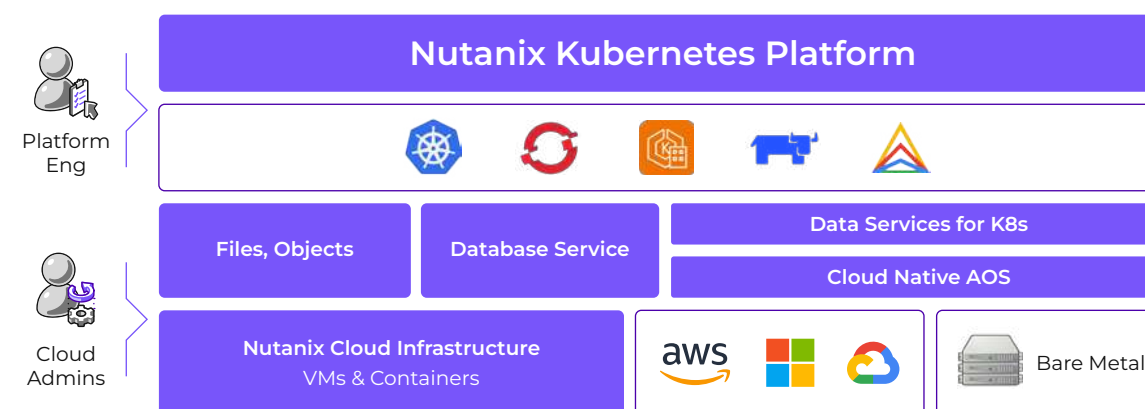 Nutanix Kubernetes Platform
Platform
Eng
K
Files, Objects
Database Service
Data Services for K8s
Cloud Native AOS
Cloud
Admins
Nutanix Cloud Infrastructure
VMs & Containers
aws
Bare Metal